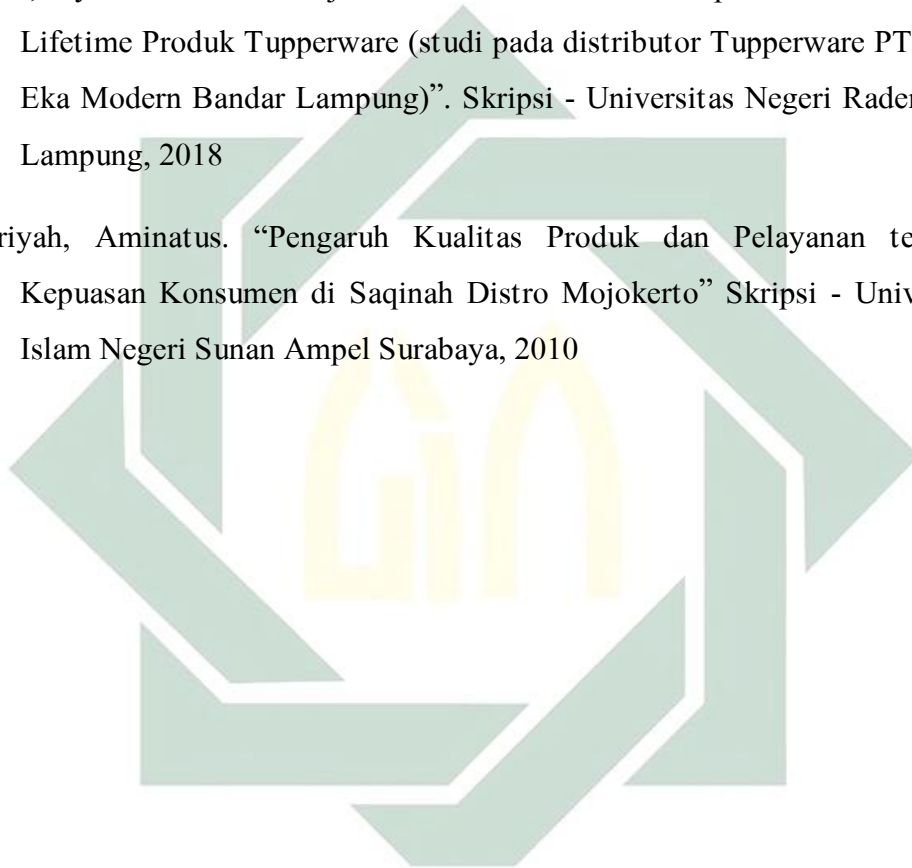 Lifetime Produk Tupperware (studi pada distributor Tupperware PT
Eka Modern Bandar Lampung)”. Skripsi - Universitas Negeri Raden
Lampung, 2018
riyah, Aminatus. “Pengaruh Kualitas Produk dan Pelayanan te
Kepuasan Konsumen di Saqinah Distro Mojokerto” Skripsi - Univ
Islam Negeri Sunan Ampel Surabaya, 2010